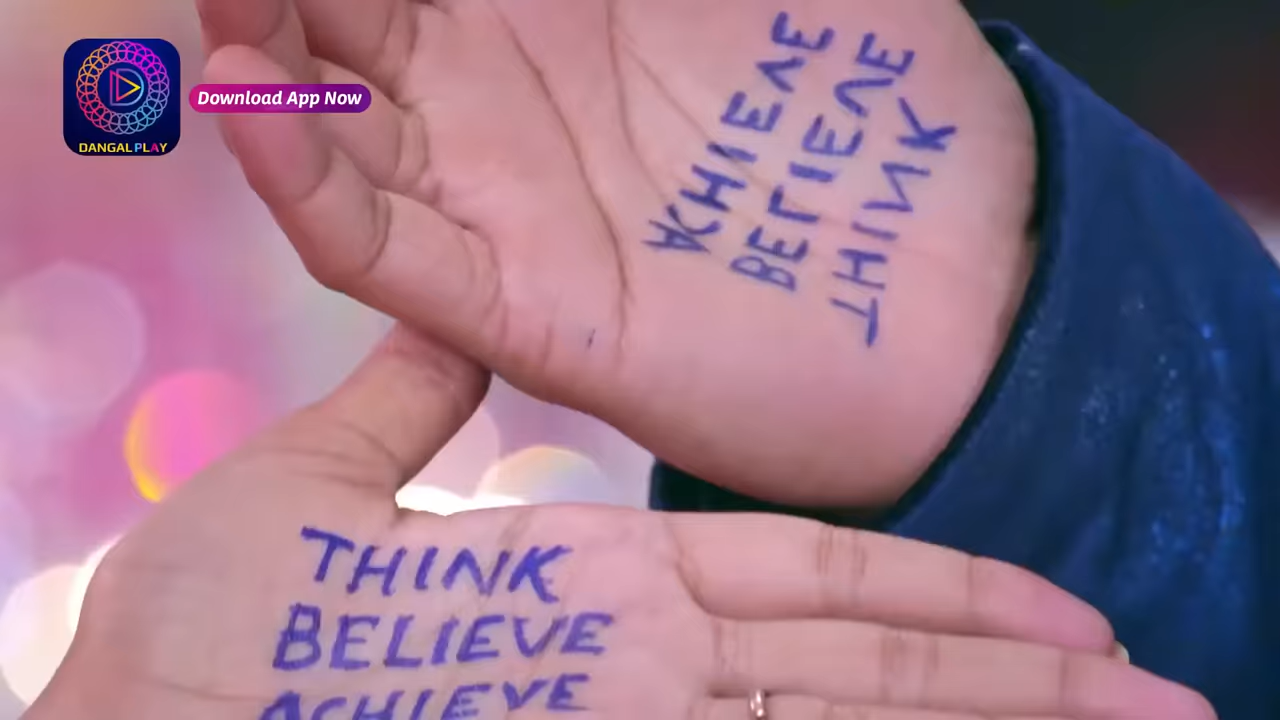 DANGAL PLAY
Download App Now
ACHIEVE
BELIEVE
THINK
THINK
BELIEVE
ACHIEVE